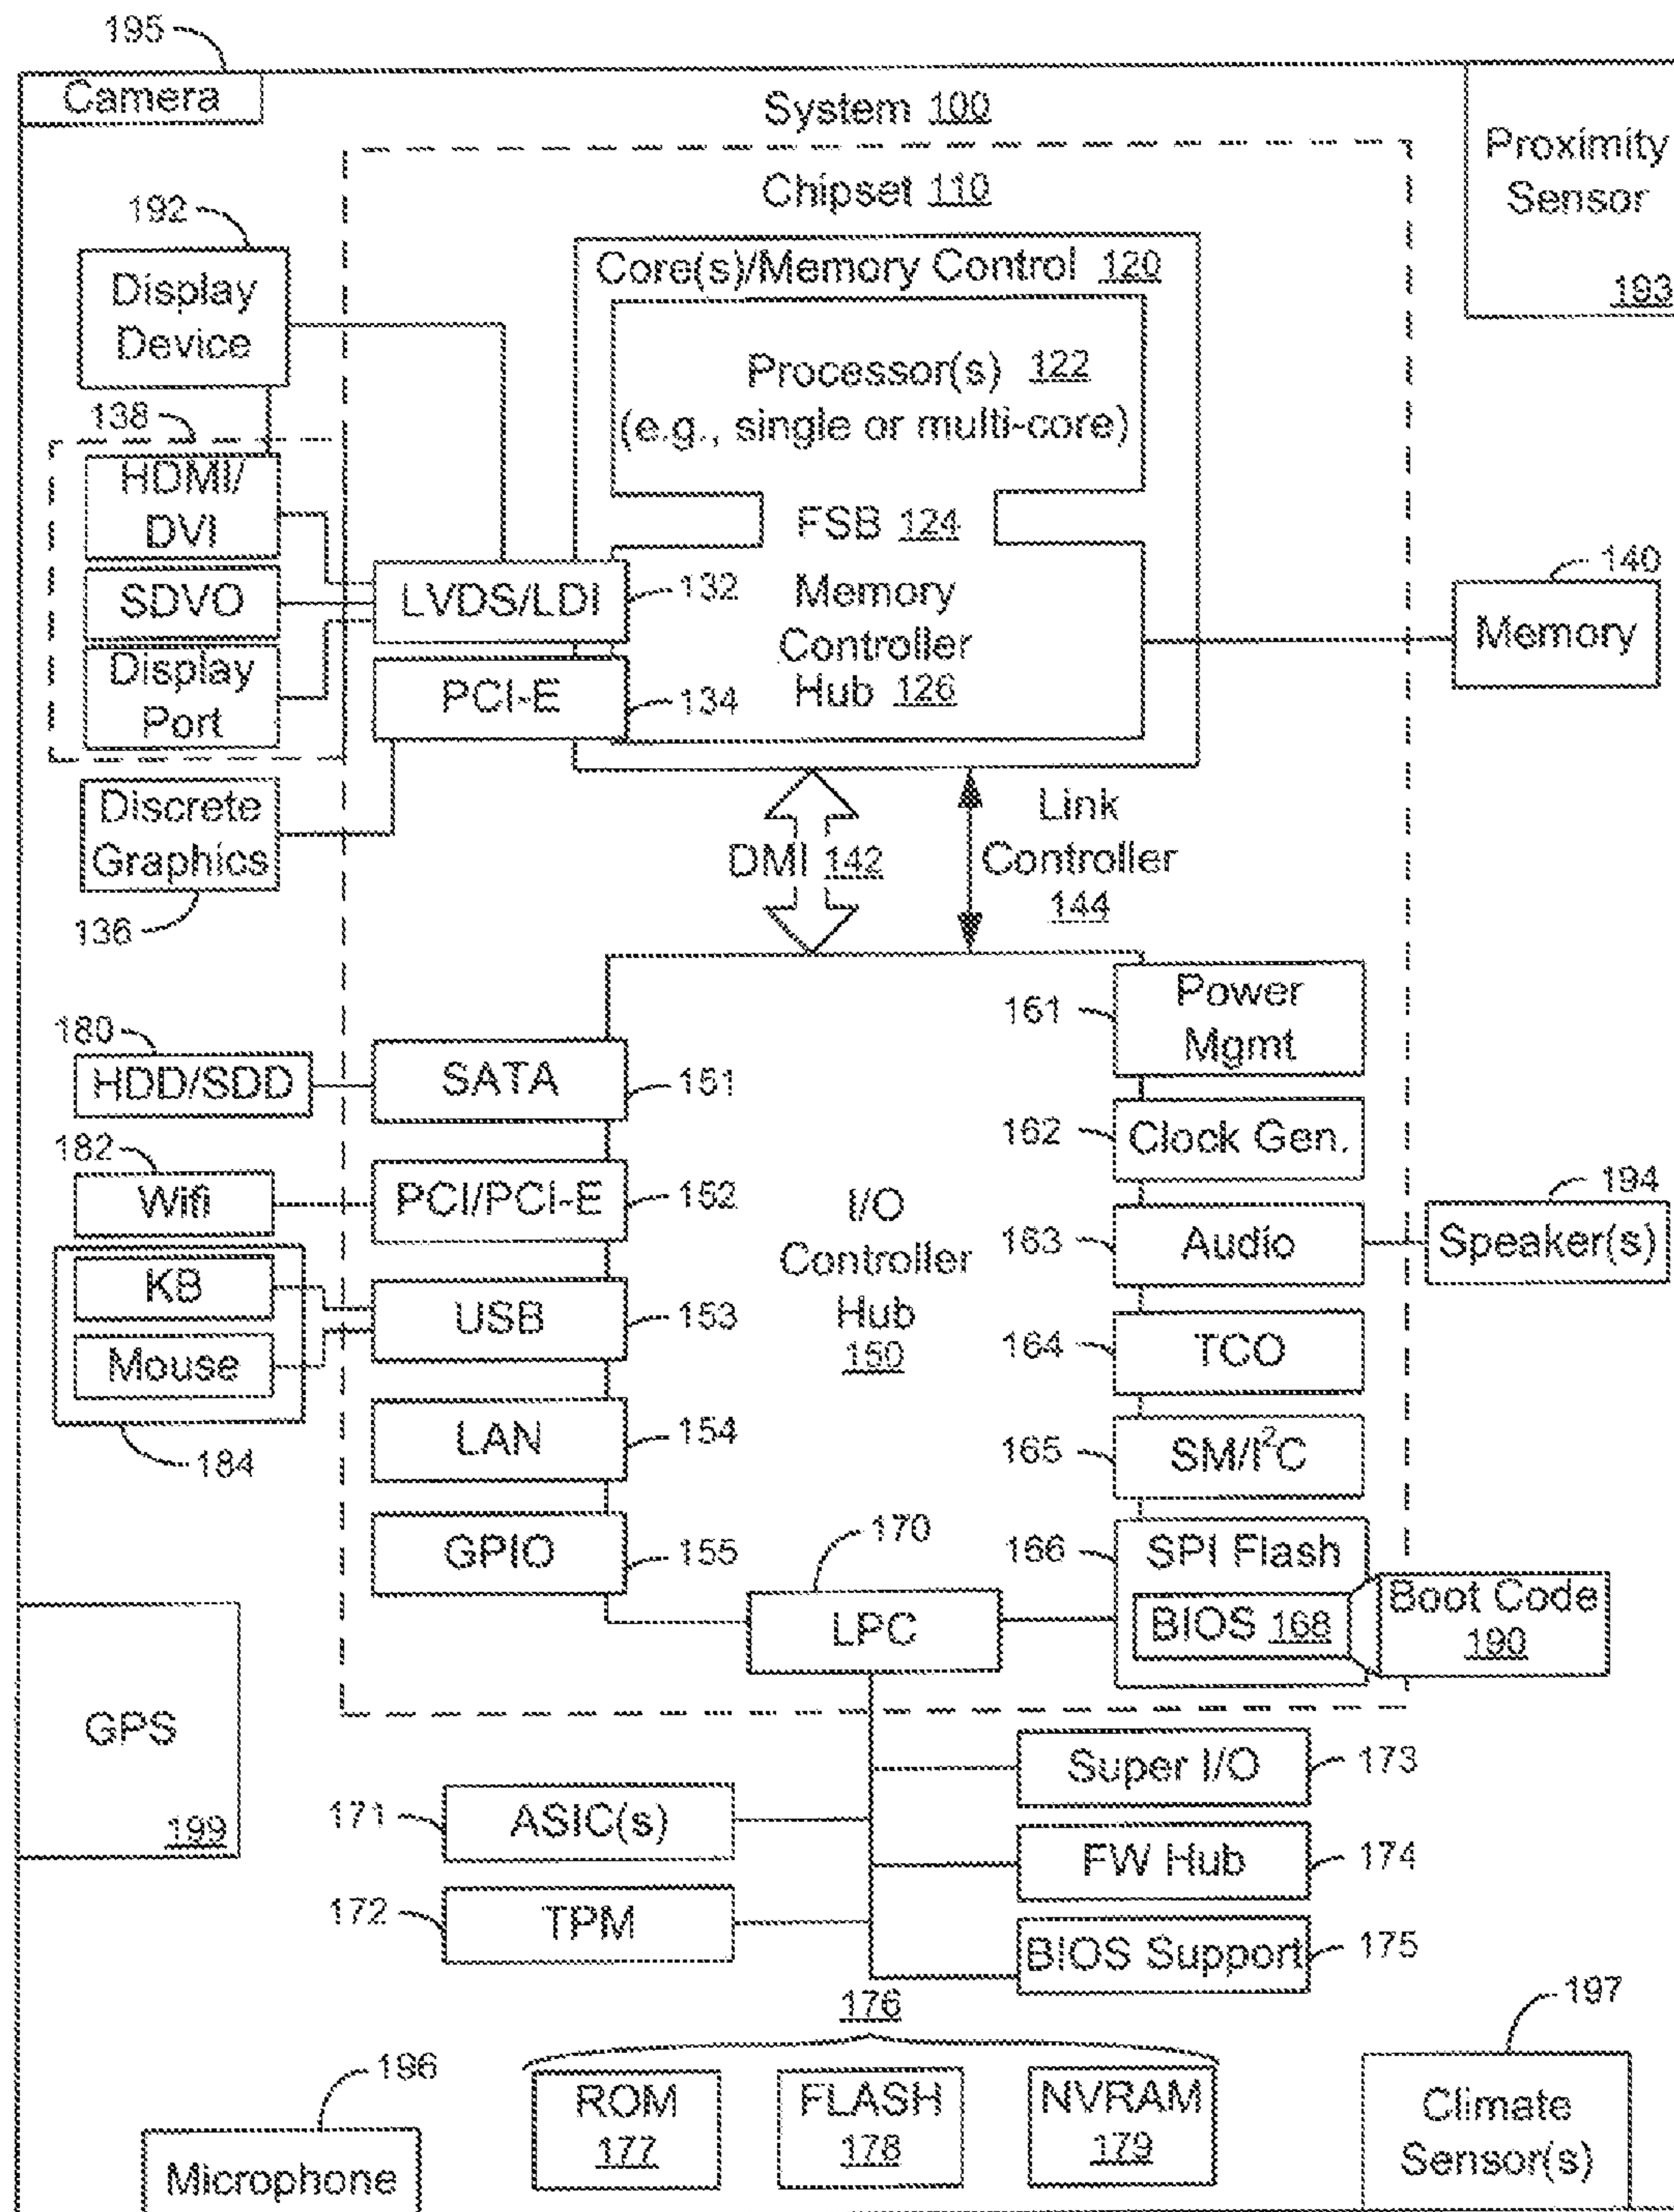 195
Camera
System 100
Proximity
Sensor
193
Chipset 110
192
Display
Device
Core(s)/Memory Control 120
Processor(s) 122
(e.g., single or multi-core)
138
HDMI/
DVI
SDVO
Display
Port
FSB 124
LVDS/LDI
132
PCI-E
134
Memory
Controller
Hub 126
140
Memory
Discrete
Graphics
136
DMI 142
Link
Controller
144
180
HDD/SDD
SATA
151
182
Wifi
PCI/PCI-E
152
KB
Mouse
184
USB
153
LAN
154
GPIO
155
I/O
Controller
Hub
150
161
Power
Mgmt
162
Clock Gen.
163
Audio
194
Speaker(s)
164
TCO
165
SM/I²C
166
SPI Flash
BIOS 168
Boot Code
190
170
LPC
GPS
199
171
ASIC(s)
172
TPM
Super I/O
173
FW Hub
174
BIOS Support
175
176
ROM
177
FLASH
178
NVRAM
179
196
Microphone
197
Climate
Sensor(s)